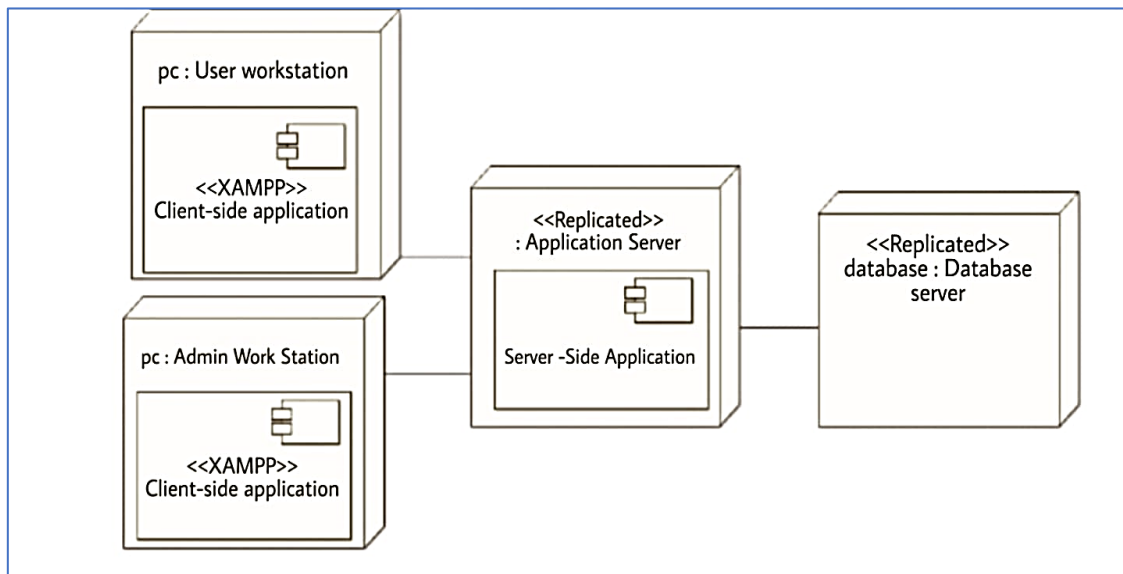 pc : User workstation
<<XAMPP>>
Client-side application
pc : Admin Work Station
<<XAMPP>>
Client-side application
<<Replicated>>
: Application Server
Server -Side Application
<<Replicated>>
database : Database
server